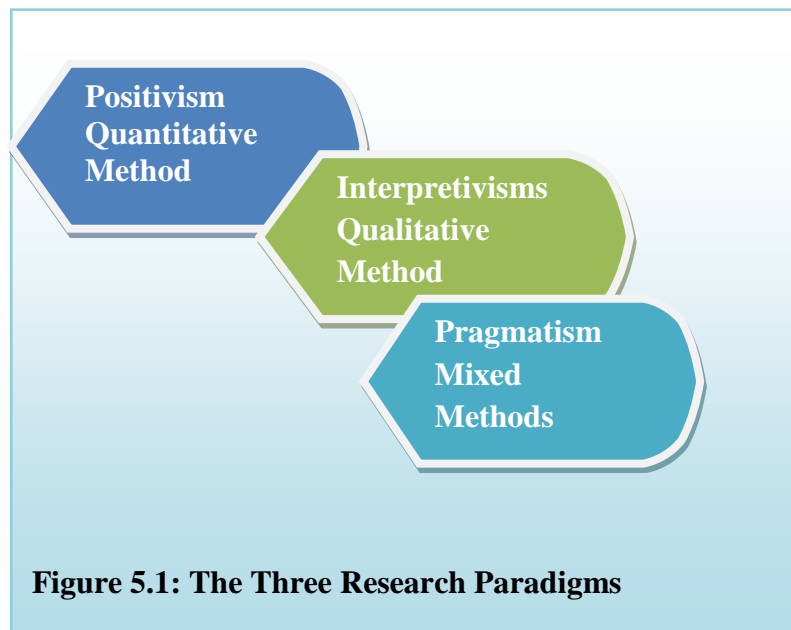 Positivism
Quantitative
Method
Interpretivisms
Qualitative
Method
Pragmatism
Mixed
Methods
Figure 5.1: The Three Research Paradigms